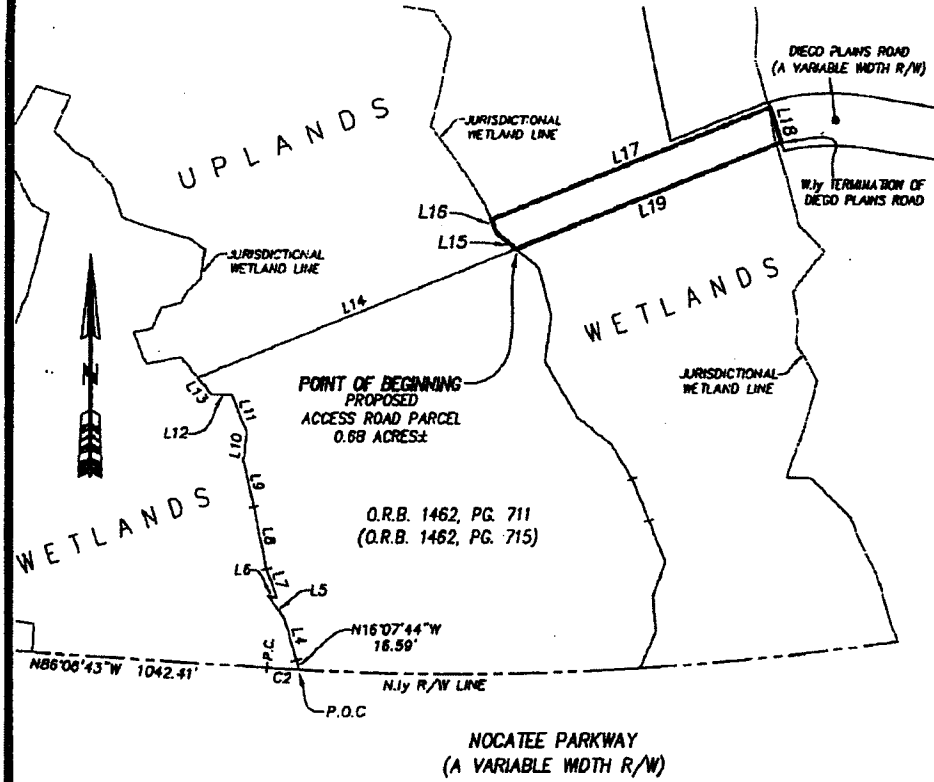 DIEGO PLAINS ROAD
(A VARIABLE WIDTH R/W)
JURISDICTIONAL
WETLAND LINE
UPLANDS
L17
L18
W.ly TERMINATION OF
DIEGO PLAINS ROAD
L16
L19
L15
JURISDICTIONAL
WETLAND LINE
L14
WETLANDS
N
POINT OF BEGINNING
PROPOSED
ACCESS ROAD PARCEL
0.68 ACRES±
JURISDICTIONAL
WETLAND LINE
L13
L12
L11
L10
L9
WETLANDS
O.R.B. 1462, PG. 711
(O.R.B. 1462, PG. 715)
L8
L6
L7
L5
L4
N16°07'44"W
16.59'
N86°06'43"W 1042.41'
P.C.
C2
N.ly R/W LINE
P.O.C
NOCATEE PARKWAY
(A VARIABLE WIDTH R/W)